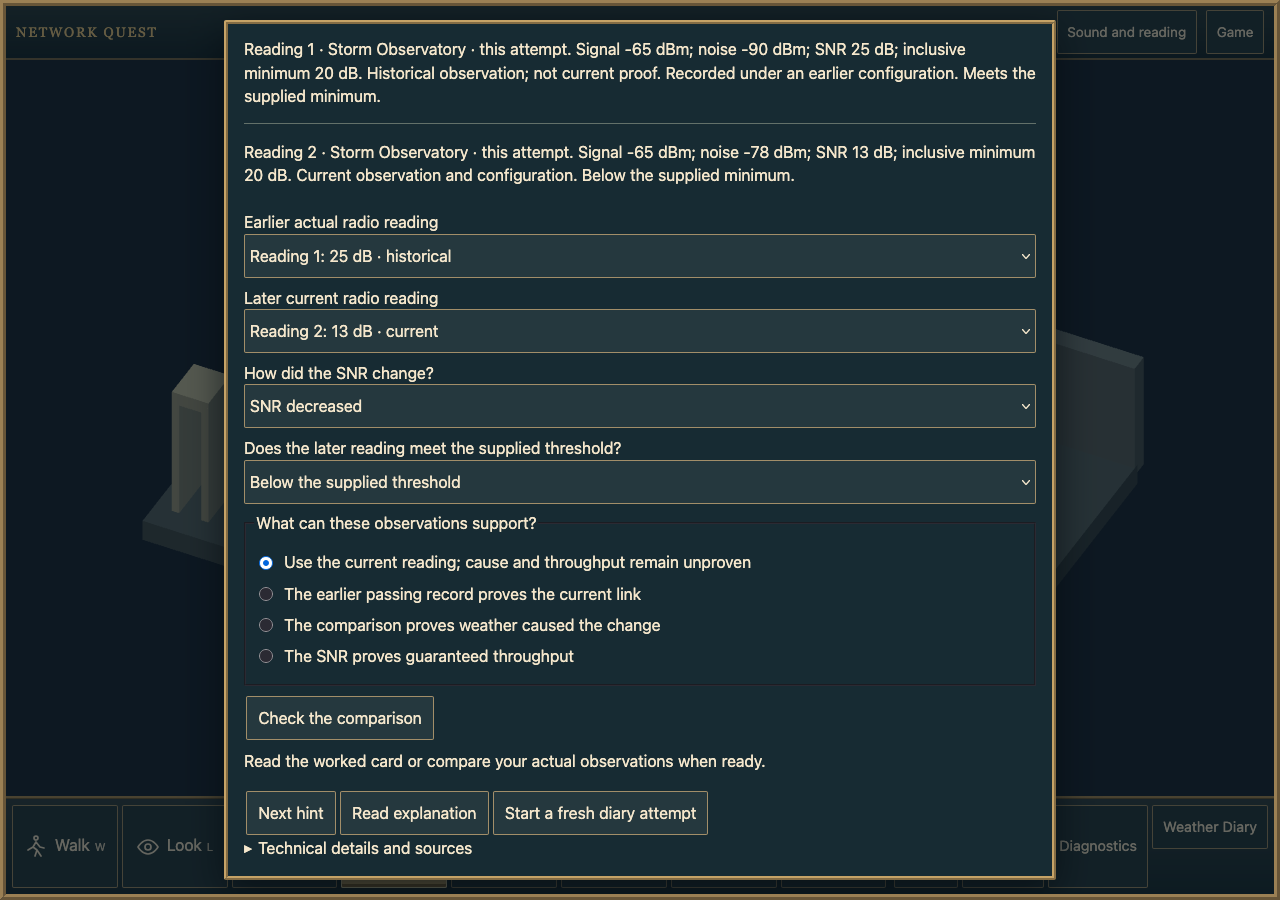 NETWORK QUEST
Sound and reading
Game
Reading 1 · Storm Observatory · this attempt. Signal -65 dBm; noise -90 dBm; SNR 25 dB; inclusive
minimum 20 dB. Historical observation; not current proof. Recorded under an earlier configuration. Meets the
supplied minimum.
Reading 2 · Storm Observatory · this attempt. Signal -65 dBm; noise -78 dBm; SNR 13 dB; inclusive minimum
20 dB. Current observation and configuration. Below the supplied minimum.
Earlier actual radio reading
Reading 1: 25 dB · historical
Later current radio reading
Reading 2: 13 dB · current
How did the SNR change?
SNR decreased
Does the later reading meet the supplied threshold?
Below the supplied threshold
What can these observations support?
Use the current reading; cause and throughput remain unproven
The earlier passing record proves the current link
The comparison proves weather caused the change
The SNR proves guaranteed throughput
Check the comparison
Read the worked card or compare your actual observations when ready.
Next hint
Read explanation
Start a fresh diary attempt
▸ Technical details and sources
Walk W
Look L
Diagnostics
Weather Diary